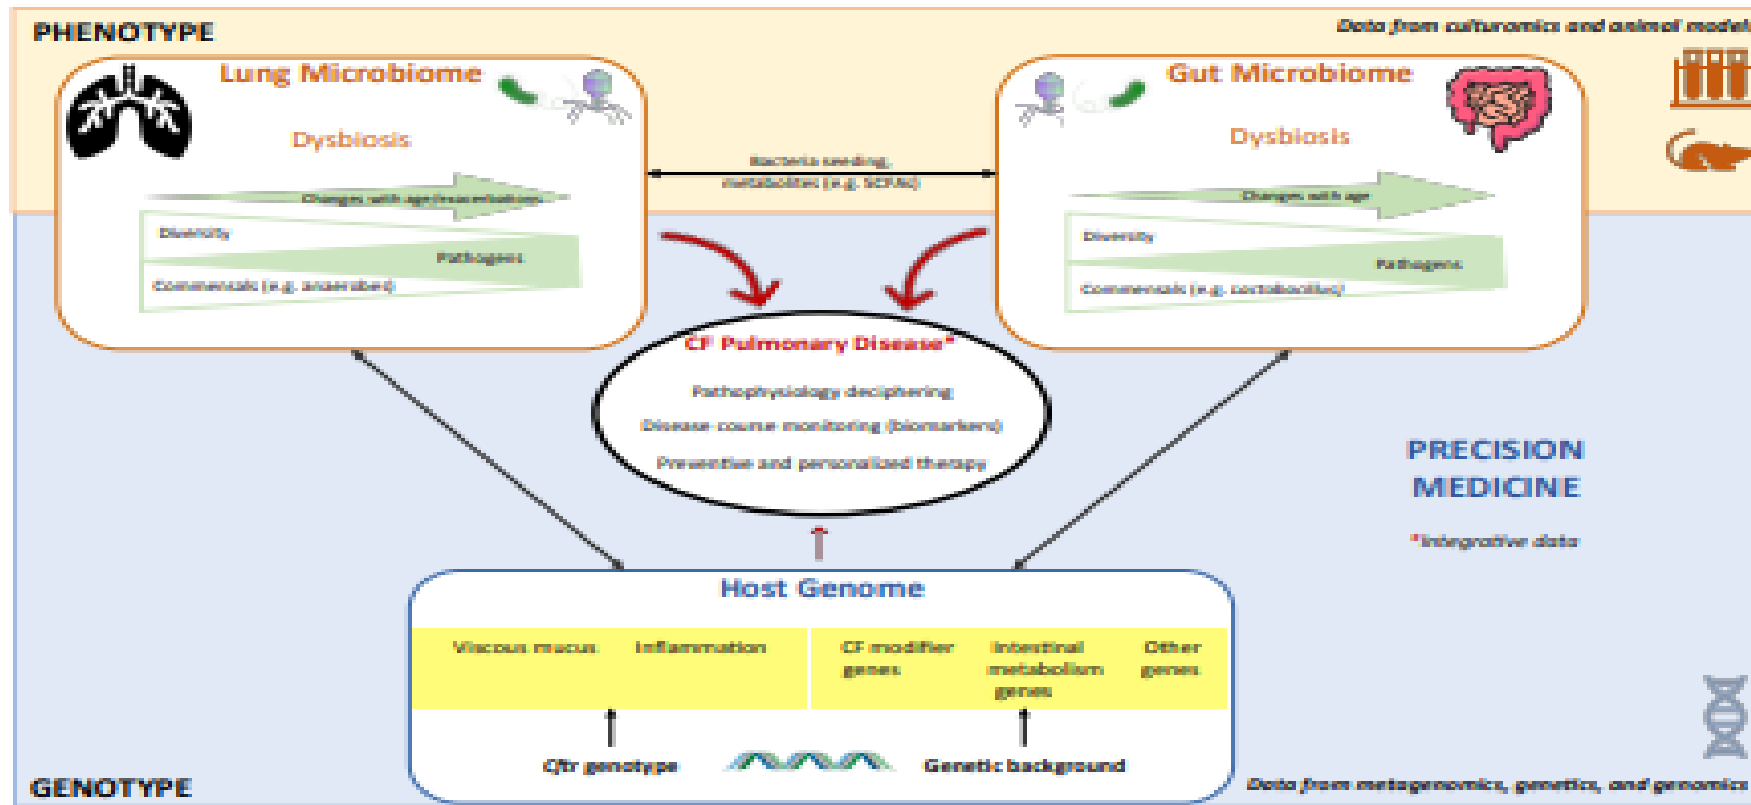 PHENOTYPE
Data from culturomics and animal models
Lung Microbiome
Dysbiosis
Changes with age/exacerbations
Diversity
Pathogens
Commensals (e.g. anaerobes)
Bacteria seeding,
metabolites (e.g. SCFAs)
Gut Microbiome
Dysbiosis
Changes with age
Diversity
Pathogens
Commensals (e.g.
CF Pulmonary Disease*
Pathophysiology deciphering
Disease course monitoring (biomarkers)
Preventive and personalized therapy
PRECISION
MEDICINE
*Integrative data
Host Genome
Viscous mucus
Inflammation
CF modifier
genes
Intestinal
metabolism
genes
Other
genes
Cftr genotype
Genetic background
GENOTYPE
Data from metagenomics, genetics, and genomics